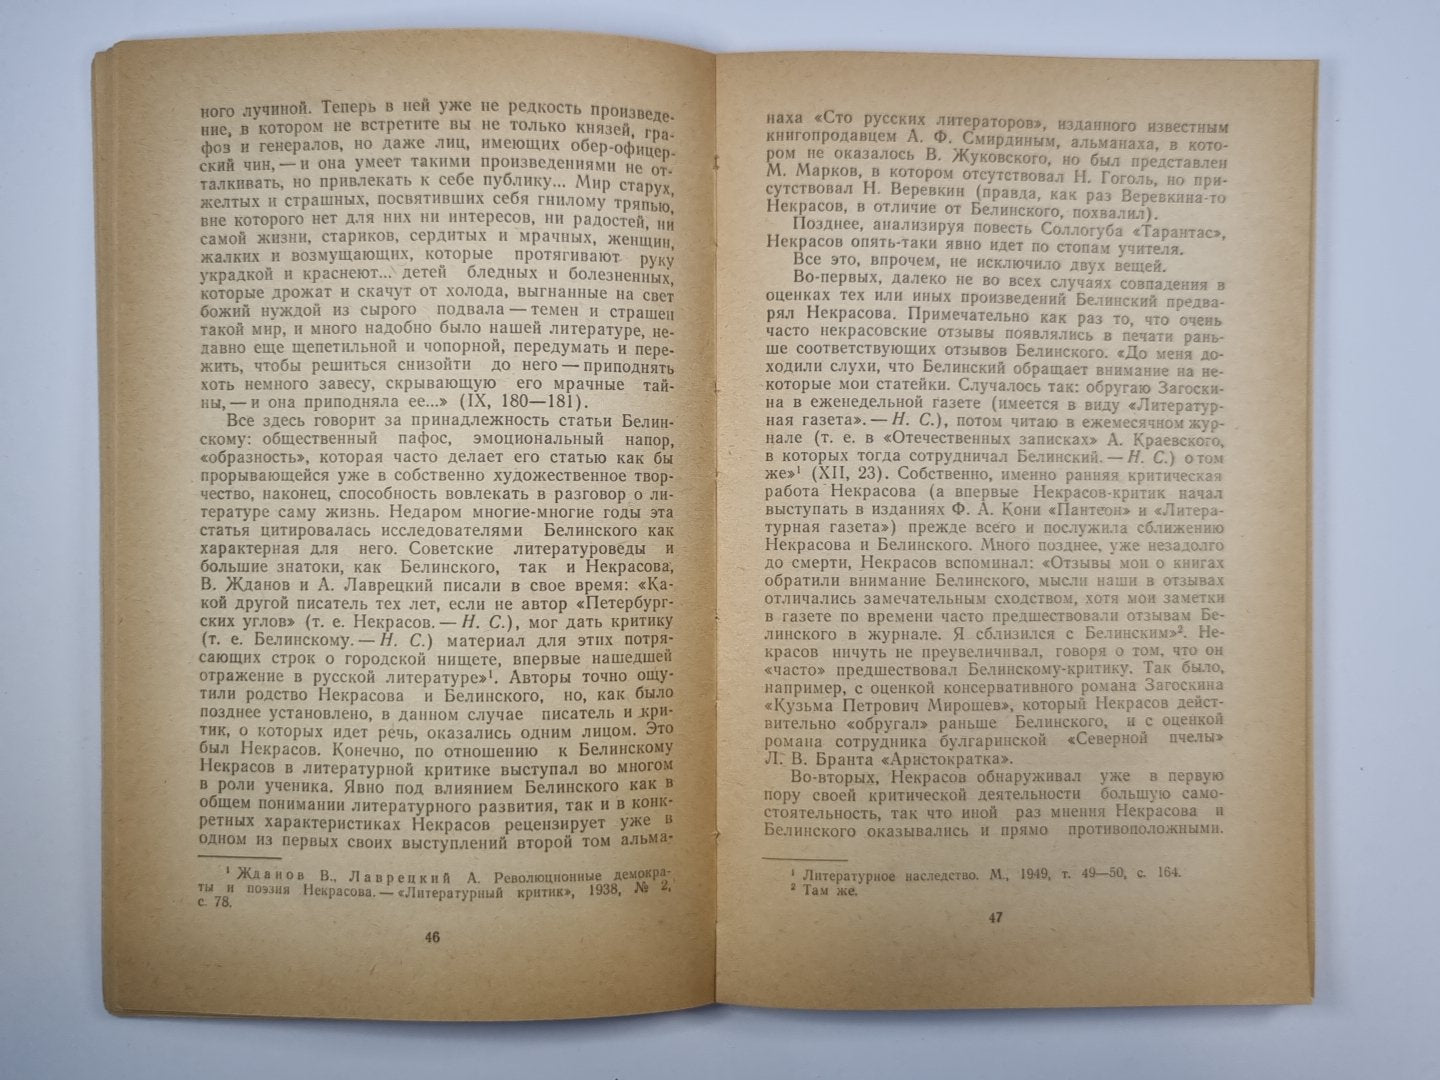 ного лучиной. Теперь в ней уже не редкость произведе-
ние, в котором не встретите вы не только князей, гра-
фов и генералов, но даже лиц, имеющих обер-офицер-
ский чин, — и она умеет такими произведениями не от-
талкивать, но привлекать к себе публику... Мир старух,
желтых и страшных, посвятивших себя гнилому тряпью,
вне которого нет для них ни интересов, ни радостей, ни
самой жизни, стариков, сердитых и мрачных, женщин,
жалких и возмущающих, которые протягивают руку
украдкой и краснеют... детей бледных и болезненных,
которые дрожат и скачут от холода, выгнанные на свет
божий нуждой из сырого подвала — темен и страшен
такой мир, и много надобно было нашей литературе, не-
давно еще щепетильной и чопорной, передумать и пере-
жить, чтобы решиться снизойти до него — приподнять
хоть немного завесу, скрывающую его мрачные тай-
ны, — и она приподняла ее...» (IX, 180—181).
Все здесь говорит за принадлежность статьи Белин-
скому: общественный пафос, эмоциональный напор,
«образность», которая часто делает его статью как бы
прорывающейся уже в собственно художественное твор-
чество, наконец, способность вовлекать в разговор о ли-
тературе саму жизнь. Недаром многие-многие годы эта
статья цитировалась исследователями Белинского как
характерная для него. Советские литературоведы и
большие знатоки, как Белинского, так и Некрасова,
В. Жданов и А. Лаврецкий писали в свое время: «Ка-
кой другой писатель тех лет, если не автор «Петербург-
ских углов» (т. е. Некрасов. — Н. С.), мог дать критику
(т. е. Белинскому. — Н. С.) материал для этих потря-
сающих строк о городской нищете, впервые нашедшей
отражение в русской литературе»¹. Авторы точно ощу-
тили родство Некрасова и Белинского, но, как было
позднее установлено, в данном случае писатель и кри-
тик, о которых идет речь, оказались одним лицом. Это
был Некрасов. Конечно, по отношению к Белинскому
Некрасов в литературной критике выступал во многом
в роли ученика. Явно под влиянием Белинского как в
общем понимании литературного развития, так и в конк-
ретных характеристиках Некрасов рецензирует уже в
одном из первых своих выступлений второй том альма-
¹ Жданов В., Лаврецкий А. Революционные демокра-
ты и поэзия Некрасова. — «Литературный критик», 1938, № 2,
с. 78.
46
наха «Сто русских литераторов», изданного известным
книгопродавцем А. Ф. Смирдиным, альманаха, в кото-
ром не оказалось В. Жуковского, но был представлен
М. Марков, в котором отсутствовал Н. Гоголь, но при-
сутствовал Н. Веревкин (правда, как раз Веревкина-то
Некрасов, в отличие от Белинского, похвалил).
Позднее, анализируя повесть Соллогуба «Тарантас»,
Некрасов опять-таки явно идет по стопам учителя.
Все это, впрочем, не исключило двух вещей.
Во-первых, далеко не во всех случаях совпадения в
оценках тех или иных произведений Белинский предва-
рял Некрасова. Примечательно как раз то, что очень
часто некрасовские отзывы появлялись в печати рань-
ше соответствующих отзывов Белинского. «До меня до-
ходили слухи, что Белинский обращает внимание на не-
которые мои статейки. Случалось так: обругаю Загоски-
на в еженедельной газете (имеется в виду «Литератур-
ная газета». — Н. С.), потом читаю в ежемесячном жур-
нале (т. е. в «Отечественных записках» А. Краевского,
в которых тогда сотрудничал Белинский. — Н. С.) о том
же»¹ (XII, 23). Собственно, именно ранняя критическая
работа Некрасова (а впервые Некрасов-критик начал
выступать в изданиях Ф. А. Кони «Пантеон» и «Литера-
турная газета») прежде всего и послужила сближению
Некрасова и Белинского. Много позднее, уже незадолго
до смерти, Некрасов вспоминал: «Отзывы мои о книгах
обратили внимание Белинского, мысли наши в отзывах
отличались замечательным сходством, хотя мои заметки
в газете по времени часто предшествовали отзывам Бе-
линского в журнале. Я сблизился с Белинским»². Не-
красов ничуть не преувеличивал, говоря о том, что он
«часто» предшествовал Белинскому-критику. Так было,
например, с оценкой консервативного романа Загоскина
«Кузьма Петрович Мирошев», который Некрасов дейст-
вительно «обругал» раньше Белинского, и с оценкой
романа сотрудника булгаринской «Северной пчелы»
Л. В. Бранта «Аристократка».
Во-вторых, Некрасов обнаруживал уже в первую
пору своей критической деятельности большую само-
стоятельность, так что иной раз мнения Некрасова и
Белинского оказывались и прямо противоположными.
¹ Литературное наследство. М., 1949, т. 49—50, с. 164.
² Там же.
47